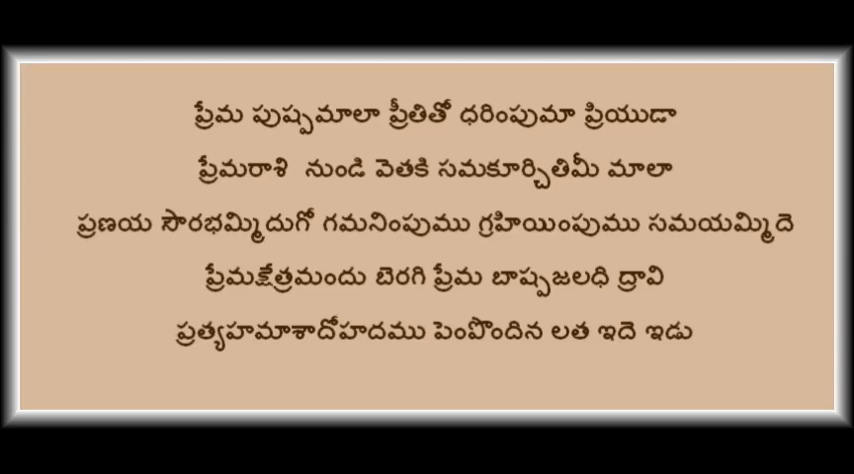 ప్రేమ పుష్పమాలా ప్రీతితో ధరింపుమా ప్రియుడా
ప్రేమరాశి నుండి వెతకి సమకూర్చితిమీ మాలా
ప్రణయ సౌరభమ్మిదుగో గమనింపుము గ్రహియింపుము సమయమ్మిదె
ప్రేమక్షేత్రమందు బెరగి ప్రేమ బాష్పజలధి ద్రావి
ప్రత్యహమాశాదోహదము పెంపొందిన లత ఇదె ఇడు